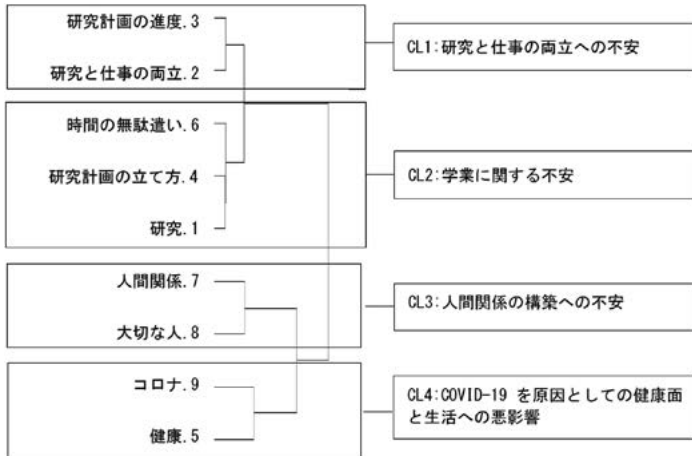 研究計画の進度.3
研究と仕事の両立.2
CL1:研究と仕事の両立への不安
時間の無駄遣い.6
研究計画の立て方.4
研究.1
CL2:学業に関する不安
人間関係.7
大切な人.8
CL3:人間関係の構築への不安
コロナ.9
健康.5
CL4:COVID-19 を原因としての健康面
と生活への悪影響